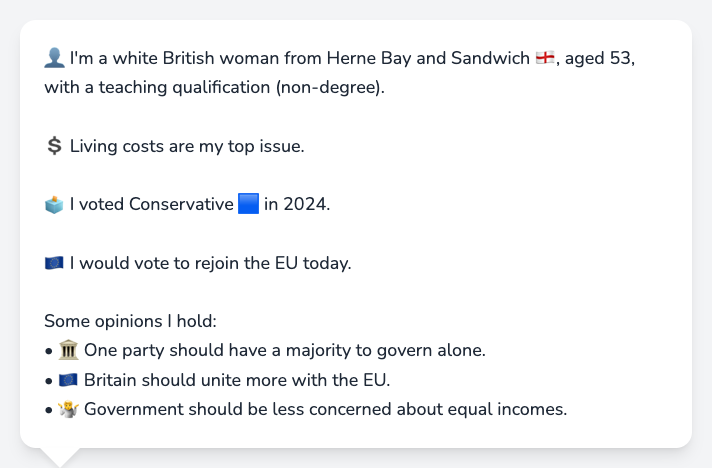 👤 I'm a white British woman from Herne Bay and Sandwich 🏴󠁧󠁢󠁥󠁮󠁧󠁿, aged 53,
with a teaching qualification (non-degree).
💲 Living costs are my top issue.
🗳️ I voted Conservative 🟦 in 2024.
🇪🇺 I would vote to rejoin the EU today.
Some opinions I hold:
• 🏛️ One party should have a majority to govern alone.
• 🇪🇺 Britain should unite more with the EU.
• 🤷 Government should be less concerned about equal incomes.